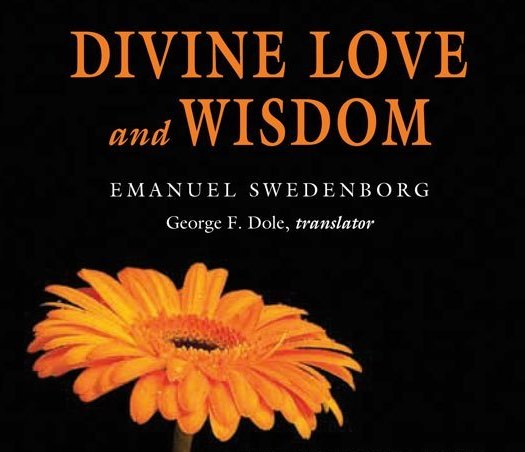 DIVINE LOVE
and WISDOM
EMANUEL SWEDENBORG
George F. Dole, translator